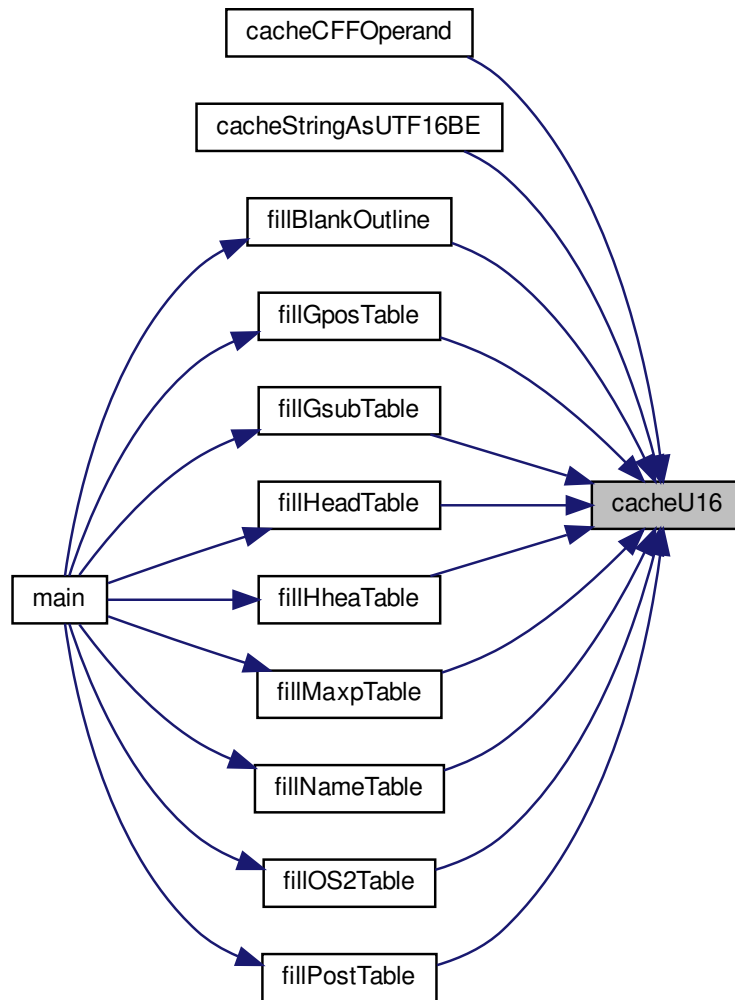 cacheCFFOperand
cacheStringAsUTF16BE
fillBlankOutline
fillGposTable
fillGsubTable
fillHeadTable
cacheU16
main
fillHheaTable
fillMaxpTable
fillNameTable
fillOS2Table
fillPostTable